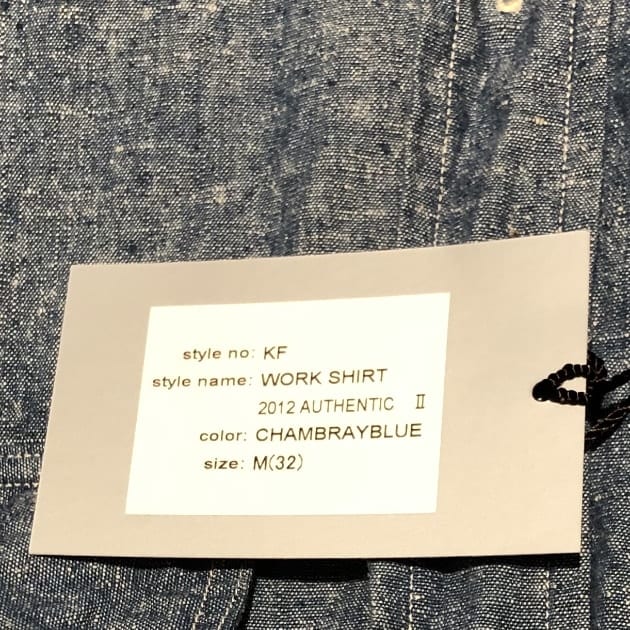 style no: KF
style name: WORK SHIRT
2012 AUTHENTIC Ⅱ
color: CHAMBRAYBLUE
size: M(32)